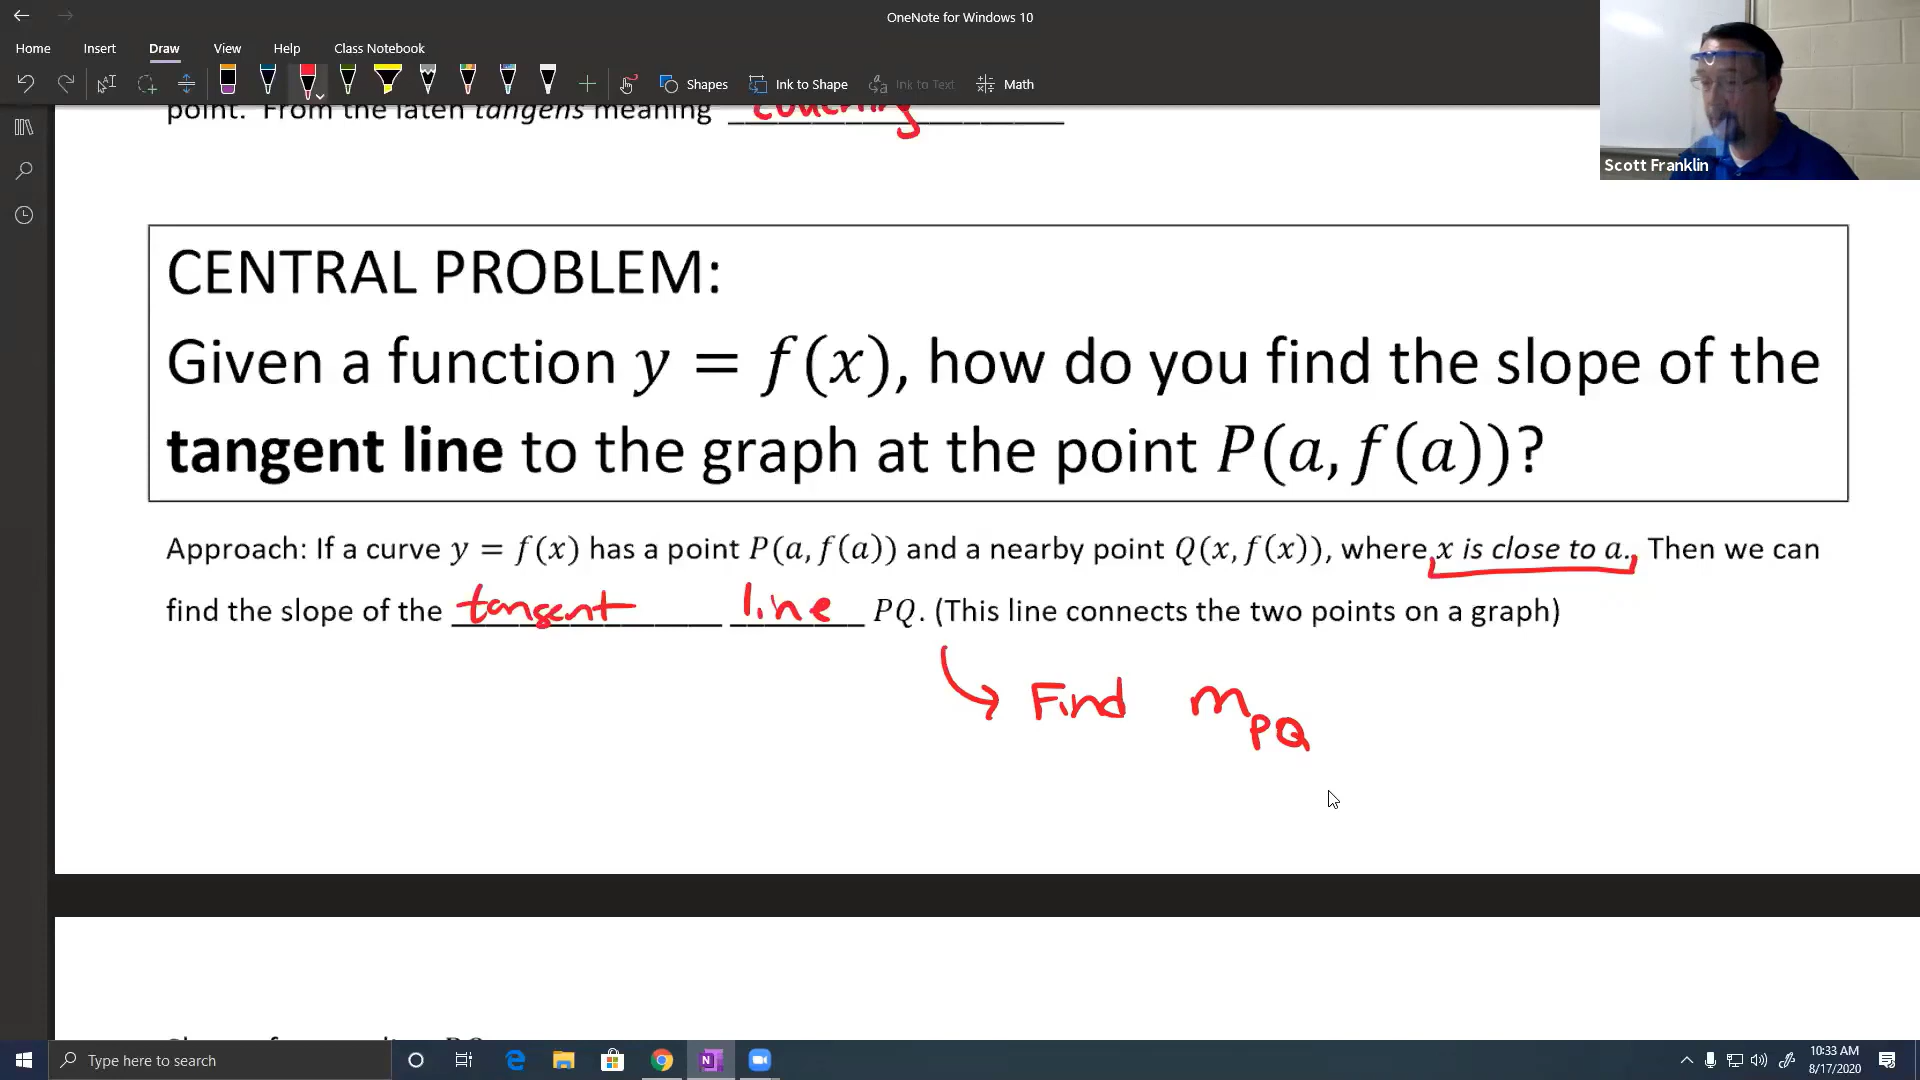 OneNote for Windows 10
Home Insert Draw View Help Class Notebook
Shapes Ink to Shape Ink to Text Math
point. From the laten tangens meaning touching
Scott Franklin
CENTRAL PROBLEM:
Given a function y = f(x), how do you find the slope of the
tangent line to the graph at the point P(a, f(a))?
Approach: If a curve y = f(x) has a point P(a, f(a)) and a nearby point Q(x, f(x)), where x is close to a. Then we can
find the slope of the tangent line PQ. (This line connects the two points on a graph)
Find m PQ
Type here to search
10:33 AM
8/17/2020